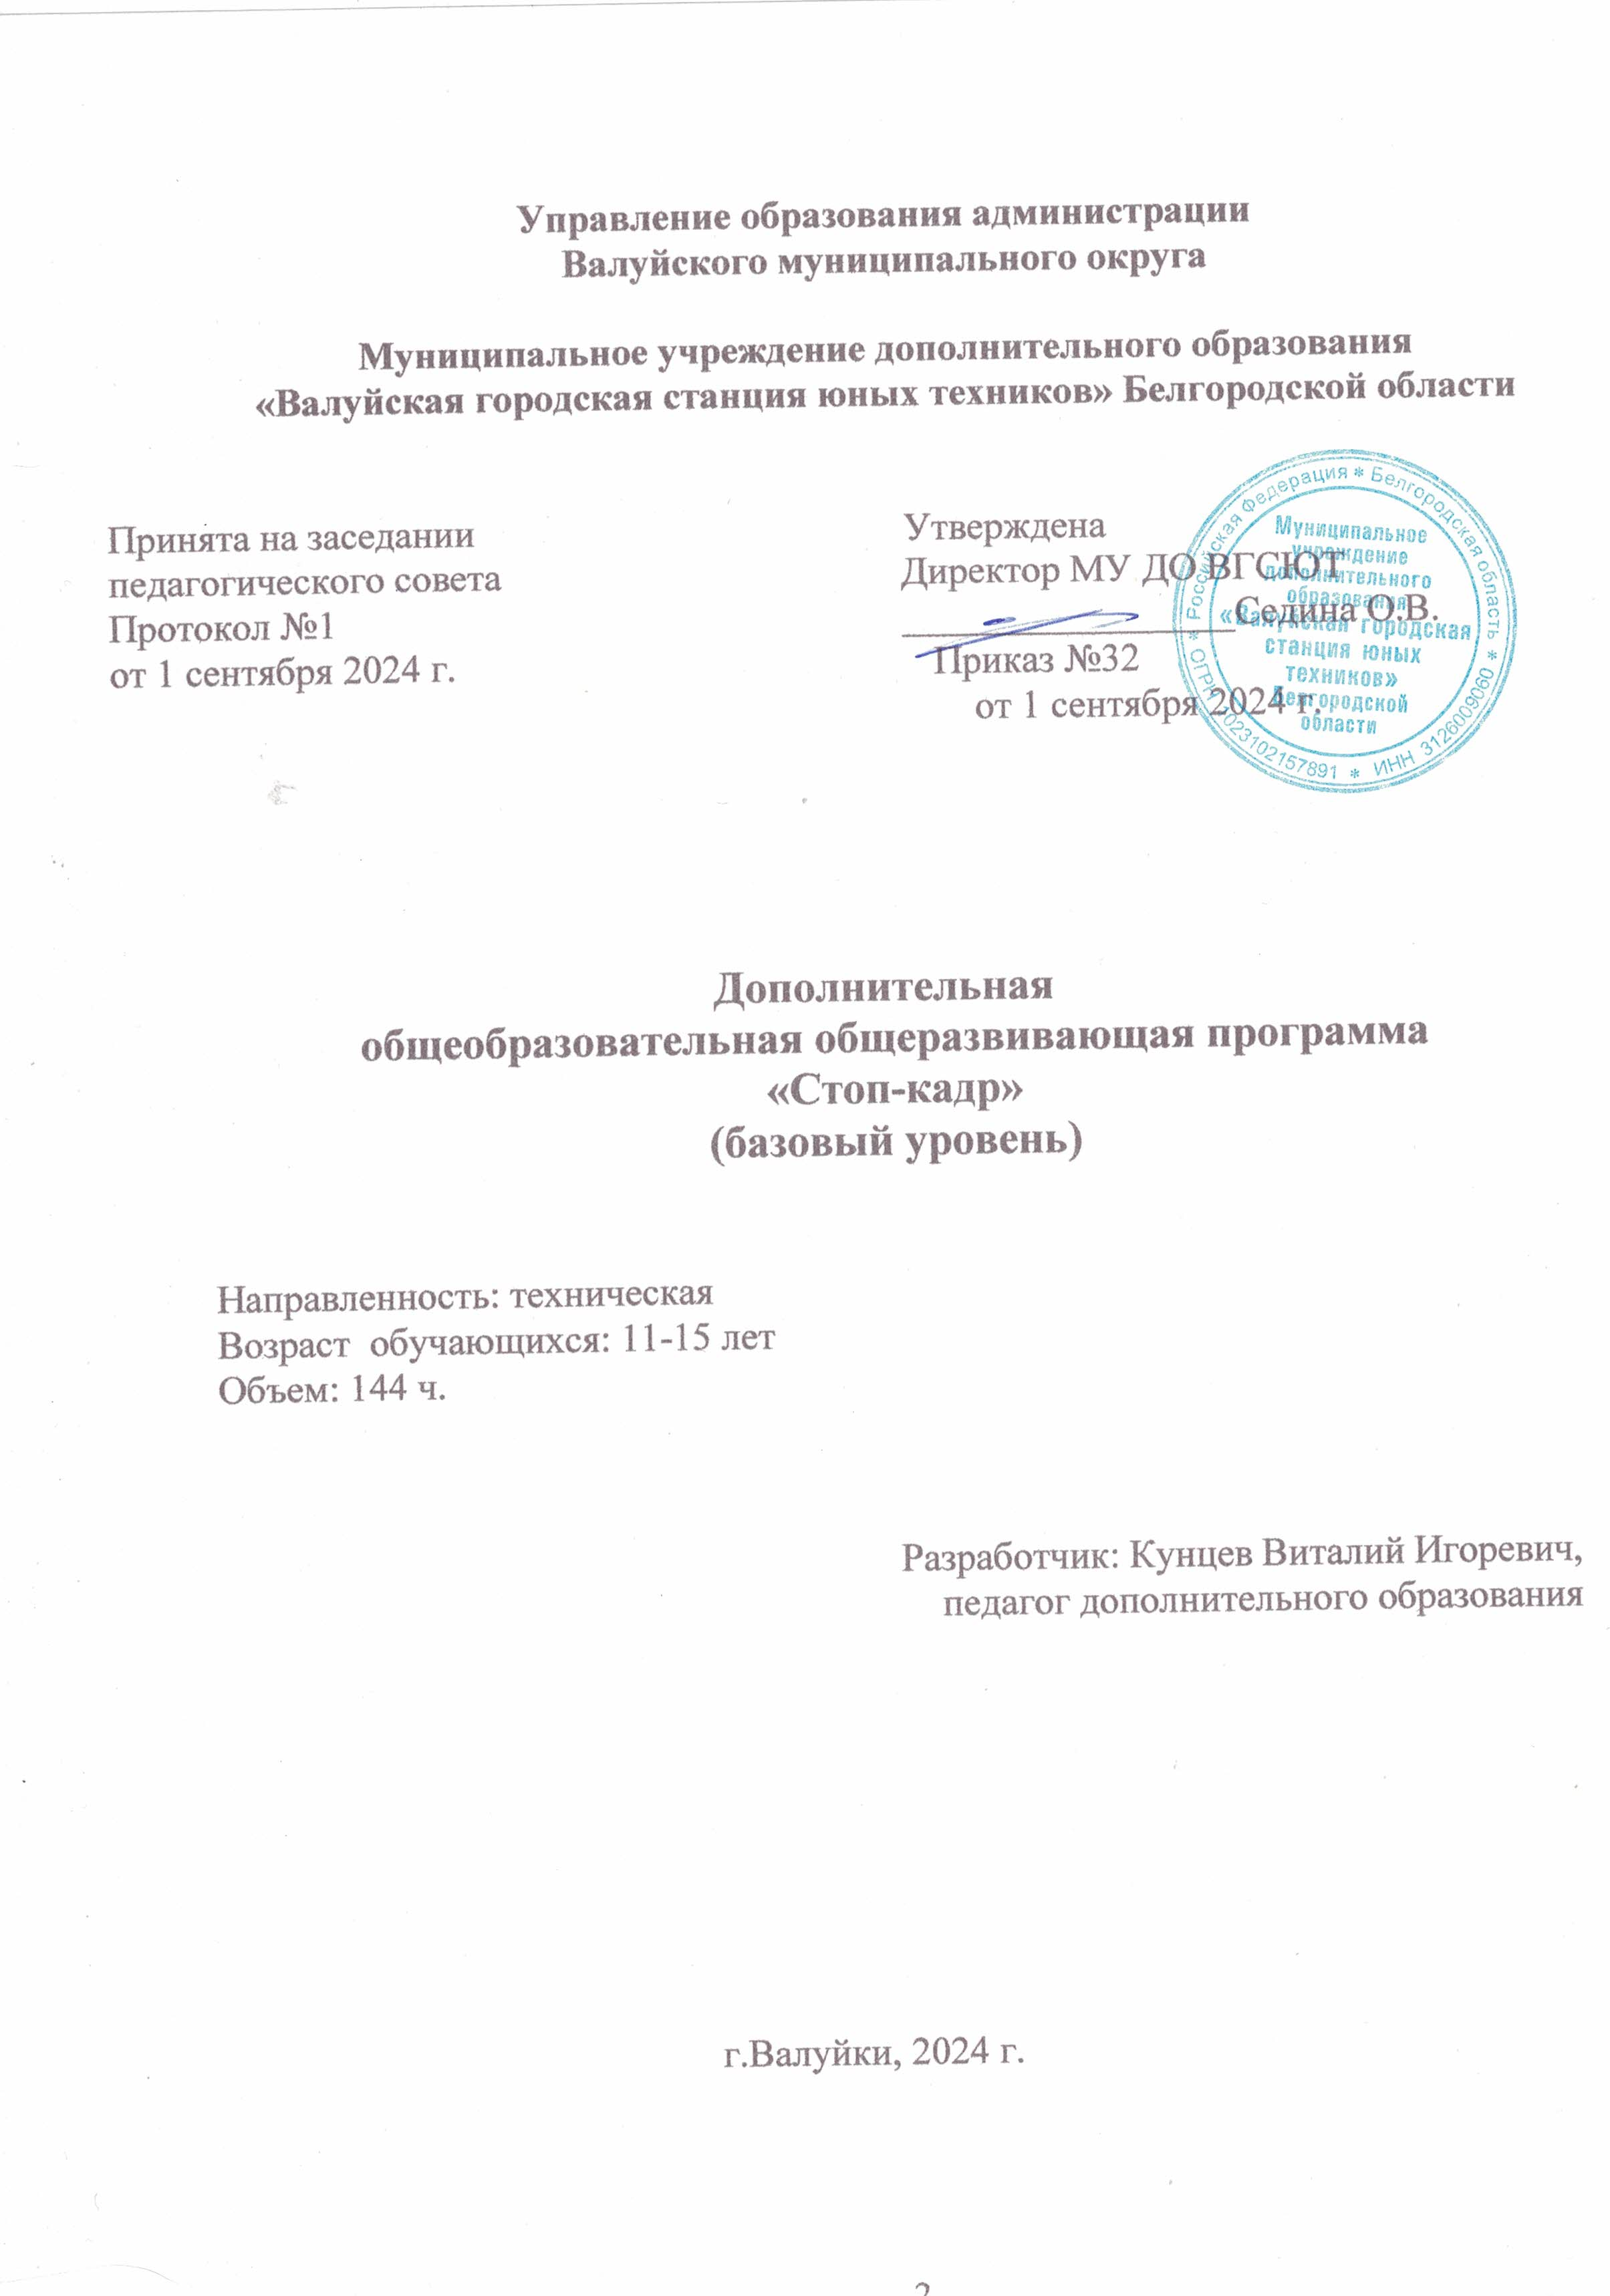 Управление образования администрации
Валуйского муниципального округа
Муниципальное учреждение дополнительного образования
«Валуйская городская станция юных техников» Белгородской области
Принята на заседании
педагогического совета
Протокол №1
от 1 сентября 2024 г.
Утверждена
Директор МУ ДО ВГСЮТ
Седина О.В.
Приказ №32
от 1 сентября 2024 г.
Российская Федерация * Белгородская область *
ИНН 3126009060 *
Муниципальное
учреждение
дополнительного
образования
«Валуйская городская
станция юных
техников»
Белгородской
области
Дополнительная
общеобразовательная общеразвивающая программа
«Стоп-кадр»
(базовый уровень)
Направленность: техническая
Возраст обучающихся: 11-15 лет
Объем: 144 ч.
Разработчик: Кунцев Виталий Игоревич,
педагог дополнительного образования
г.Валуйки, 2024 г.
2